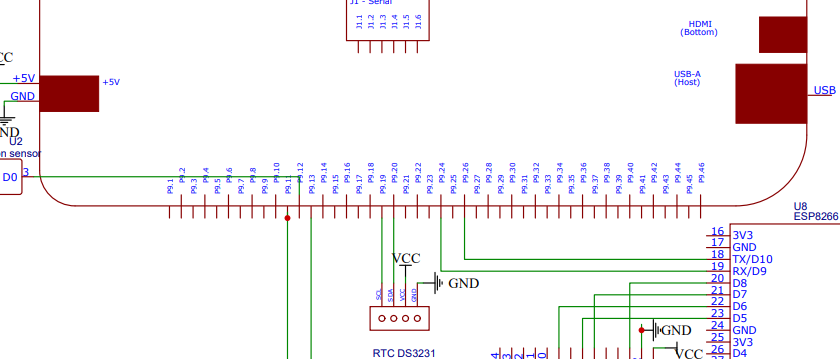 J1 - Serial
J1.1
J1.2
J1.3
J1.4
J1.5
J1.6
HDMI
(Bottom)
USB-A
(Host)
USB
CC
+5V
+5V
GND
ND
U2
on sensor
D0
3
P9.1
P9.2
P9.3
P9.4
P9.5
P9.6
P9.7
P9.8
P9.9
P9.10
P9.11
P9.12
P9.13
P9.14
P9.15
P9.16
P9.17
P9.18
P9.19
P9.20
P9.21
P9.22
P9.23
P9.24
P9.25
P9.26
P9.27
P9.28
P9.29
P9.30
P9.31
P9.32
P9.33
P9.34
P9.35
P9.36
P9.37
P9.38
P9.39
P9.40
P9.41
P9.42
P9.43
P9.44
P9.45
P9.46
U8
ESP8266
16 3V3
17 GND
18 TX/D10
19 RX/D9
20 D8
21 D7
22 D6
23 D5
24 GND
25 3V3
26 D4
VCC
GND
SCL
SDA
VCC
GND
RTC DS3231
GND
VCC